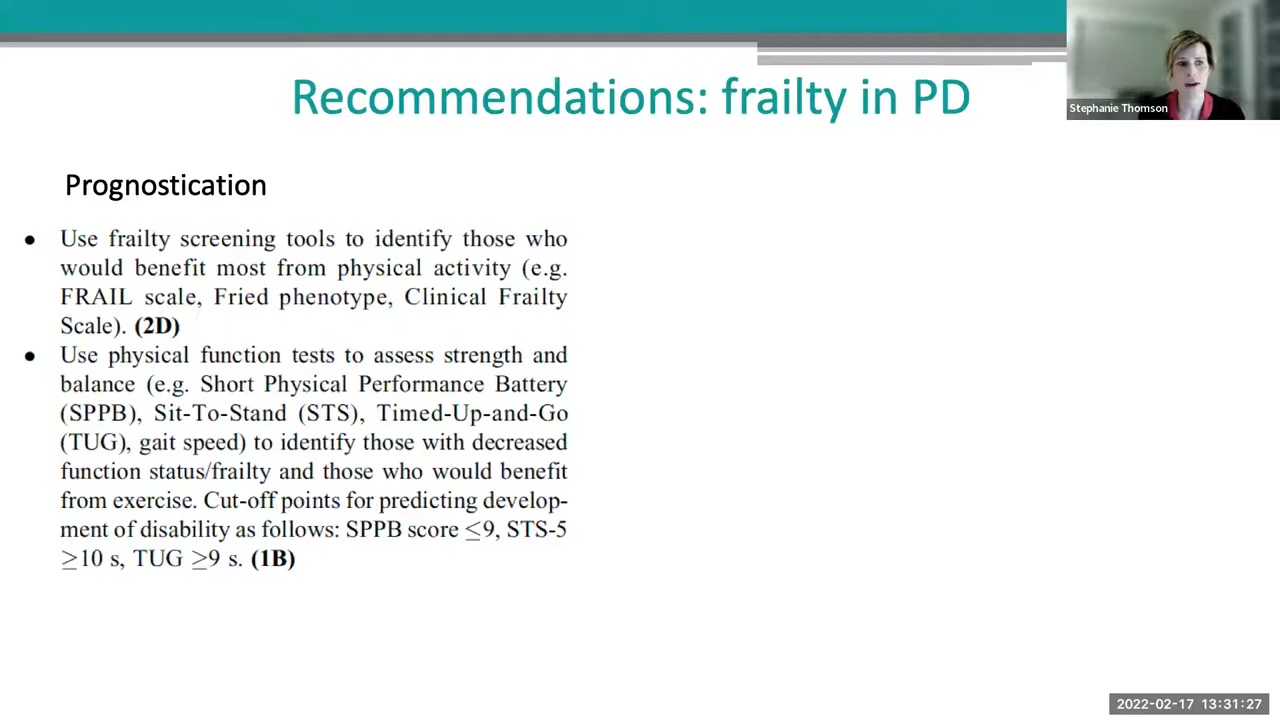 Recommendations: frailty in PD
Stephanie Thomson
Prognostication
● Use frailty screening tools to identify those who
would benefit most from physical activity (e.g.
FRAIL scale, Fried phenotype, Clinical Frailty
Scale). (2D)
● Use physical function tests to assess strength and
balance (e.g. Short Physical Performance Battery
(SPPB), Sit-To-Stand (STS), Timed-Up-and-Go
(TUG), gait speed) to identify those with decreased
function status/frailty and those who would benefit
from exercise. Cut-off points for predicting develop-
ment of disability as follows: SPPB score ≤9, STS-5
≥10 s, TUG ≥9 s. (1B)
2022-02-17 13:31:27